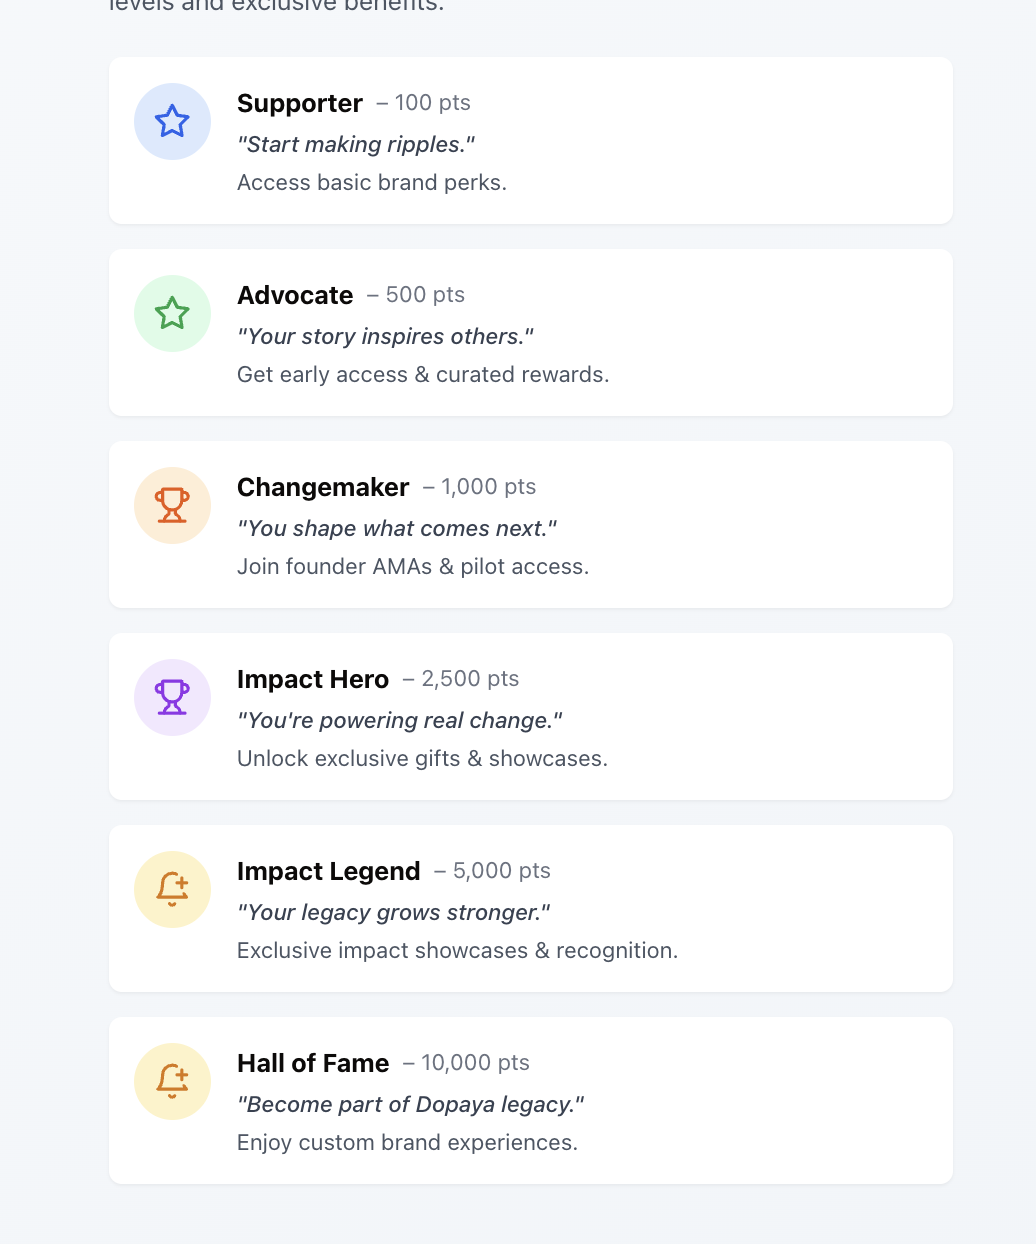 levels and exclusive benefits.
Supporter – 100 pts
"Start making ripples."
Access basic brand perks.
Advocate – 500 pts
"Your story inspires others."
Get early access & curated rewards.
Changemaker – 1,000 pts
"You shape what comes next."
Join founder AMAs & pilot access.
Impact Hero – 2,500 pts
"You're powering real change."
Unlock exclusive gifts & showcases.
Impact Legend – 5,000 pts
"Your legacy grows stronger."
Exclusive impact showcases & recognition.
Hall of Fame – 10,000 pts
"Become part of Dopaya legacy."
Enjoy custom brand experiences.